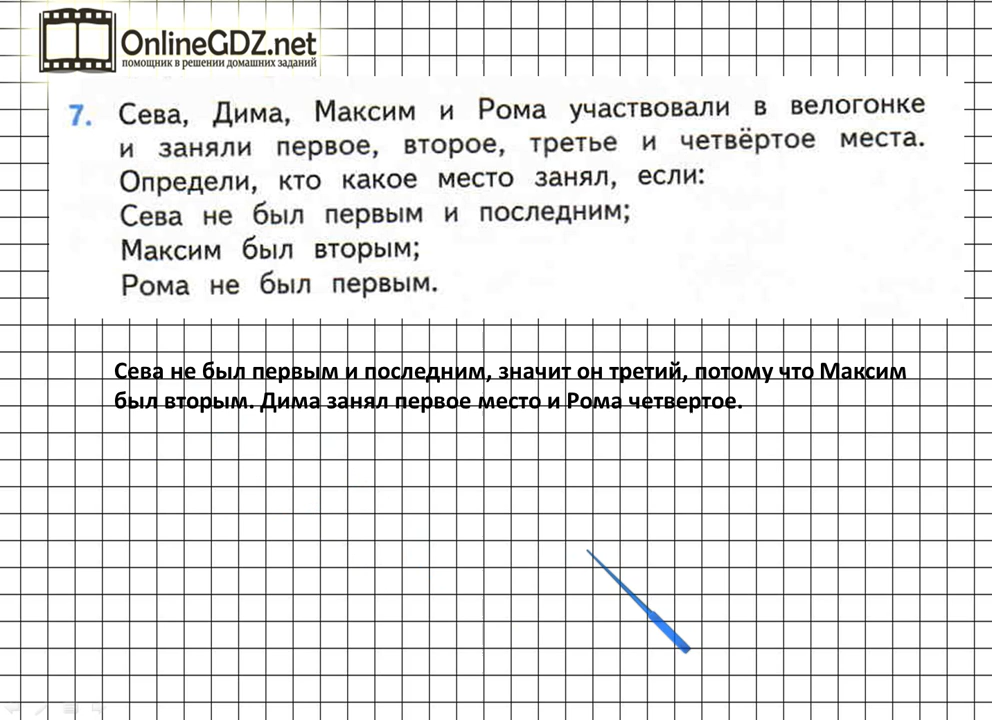 OnlineGDZ.net
помощник в решении домашних заданий
7. Сева, Дима, Максим и Рома участвовали в велогонке
и заняли первое, второе, третье и четвёртое места.
Определи, кто какое место занял, если:
Сева не был первым и последним;
Максим был вторым;
Рома не был первым.
Сева не был первым и последним, значит он третий, потому что Максим
был вторым. Дима занял первое место и Рома четвертое.